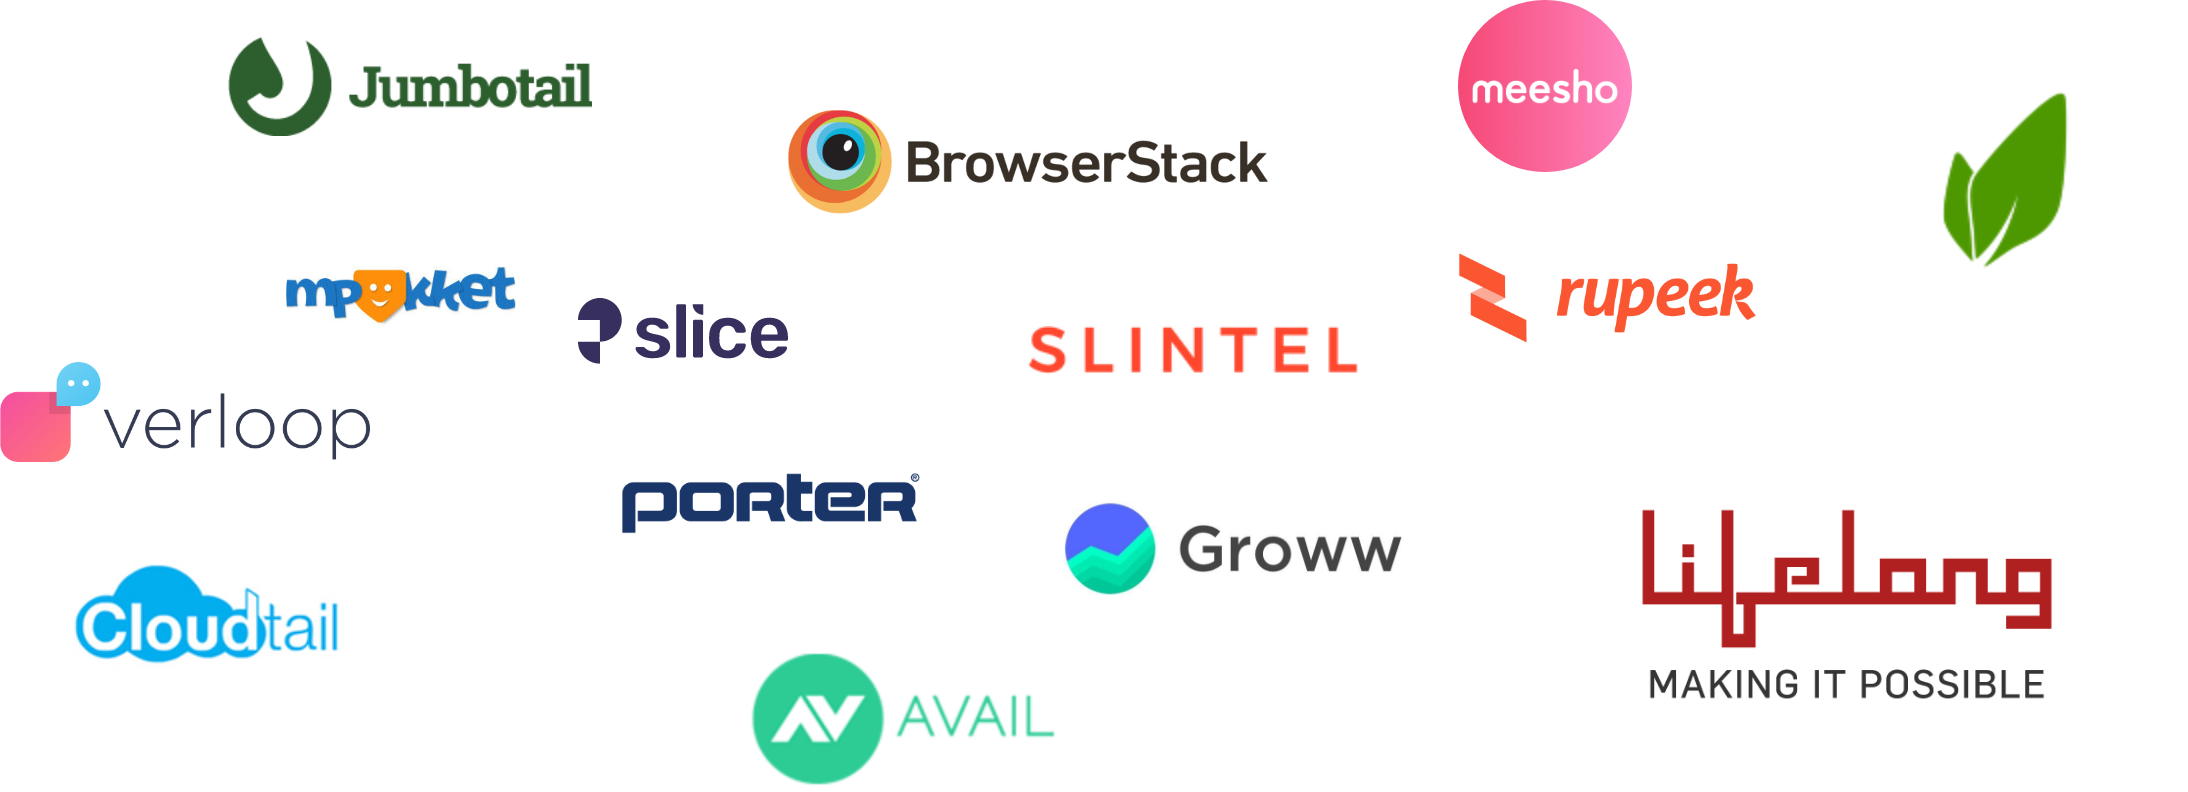 Jumbotail
BrowserStack
meesho
mpokket
slice
SLINTEL
rupeek
verloop
PORTER®
Groww
lifelong
MAKING IT POSSIBLE
Cloudtail
AVAIL